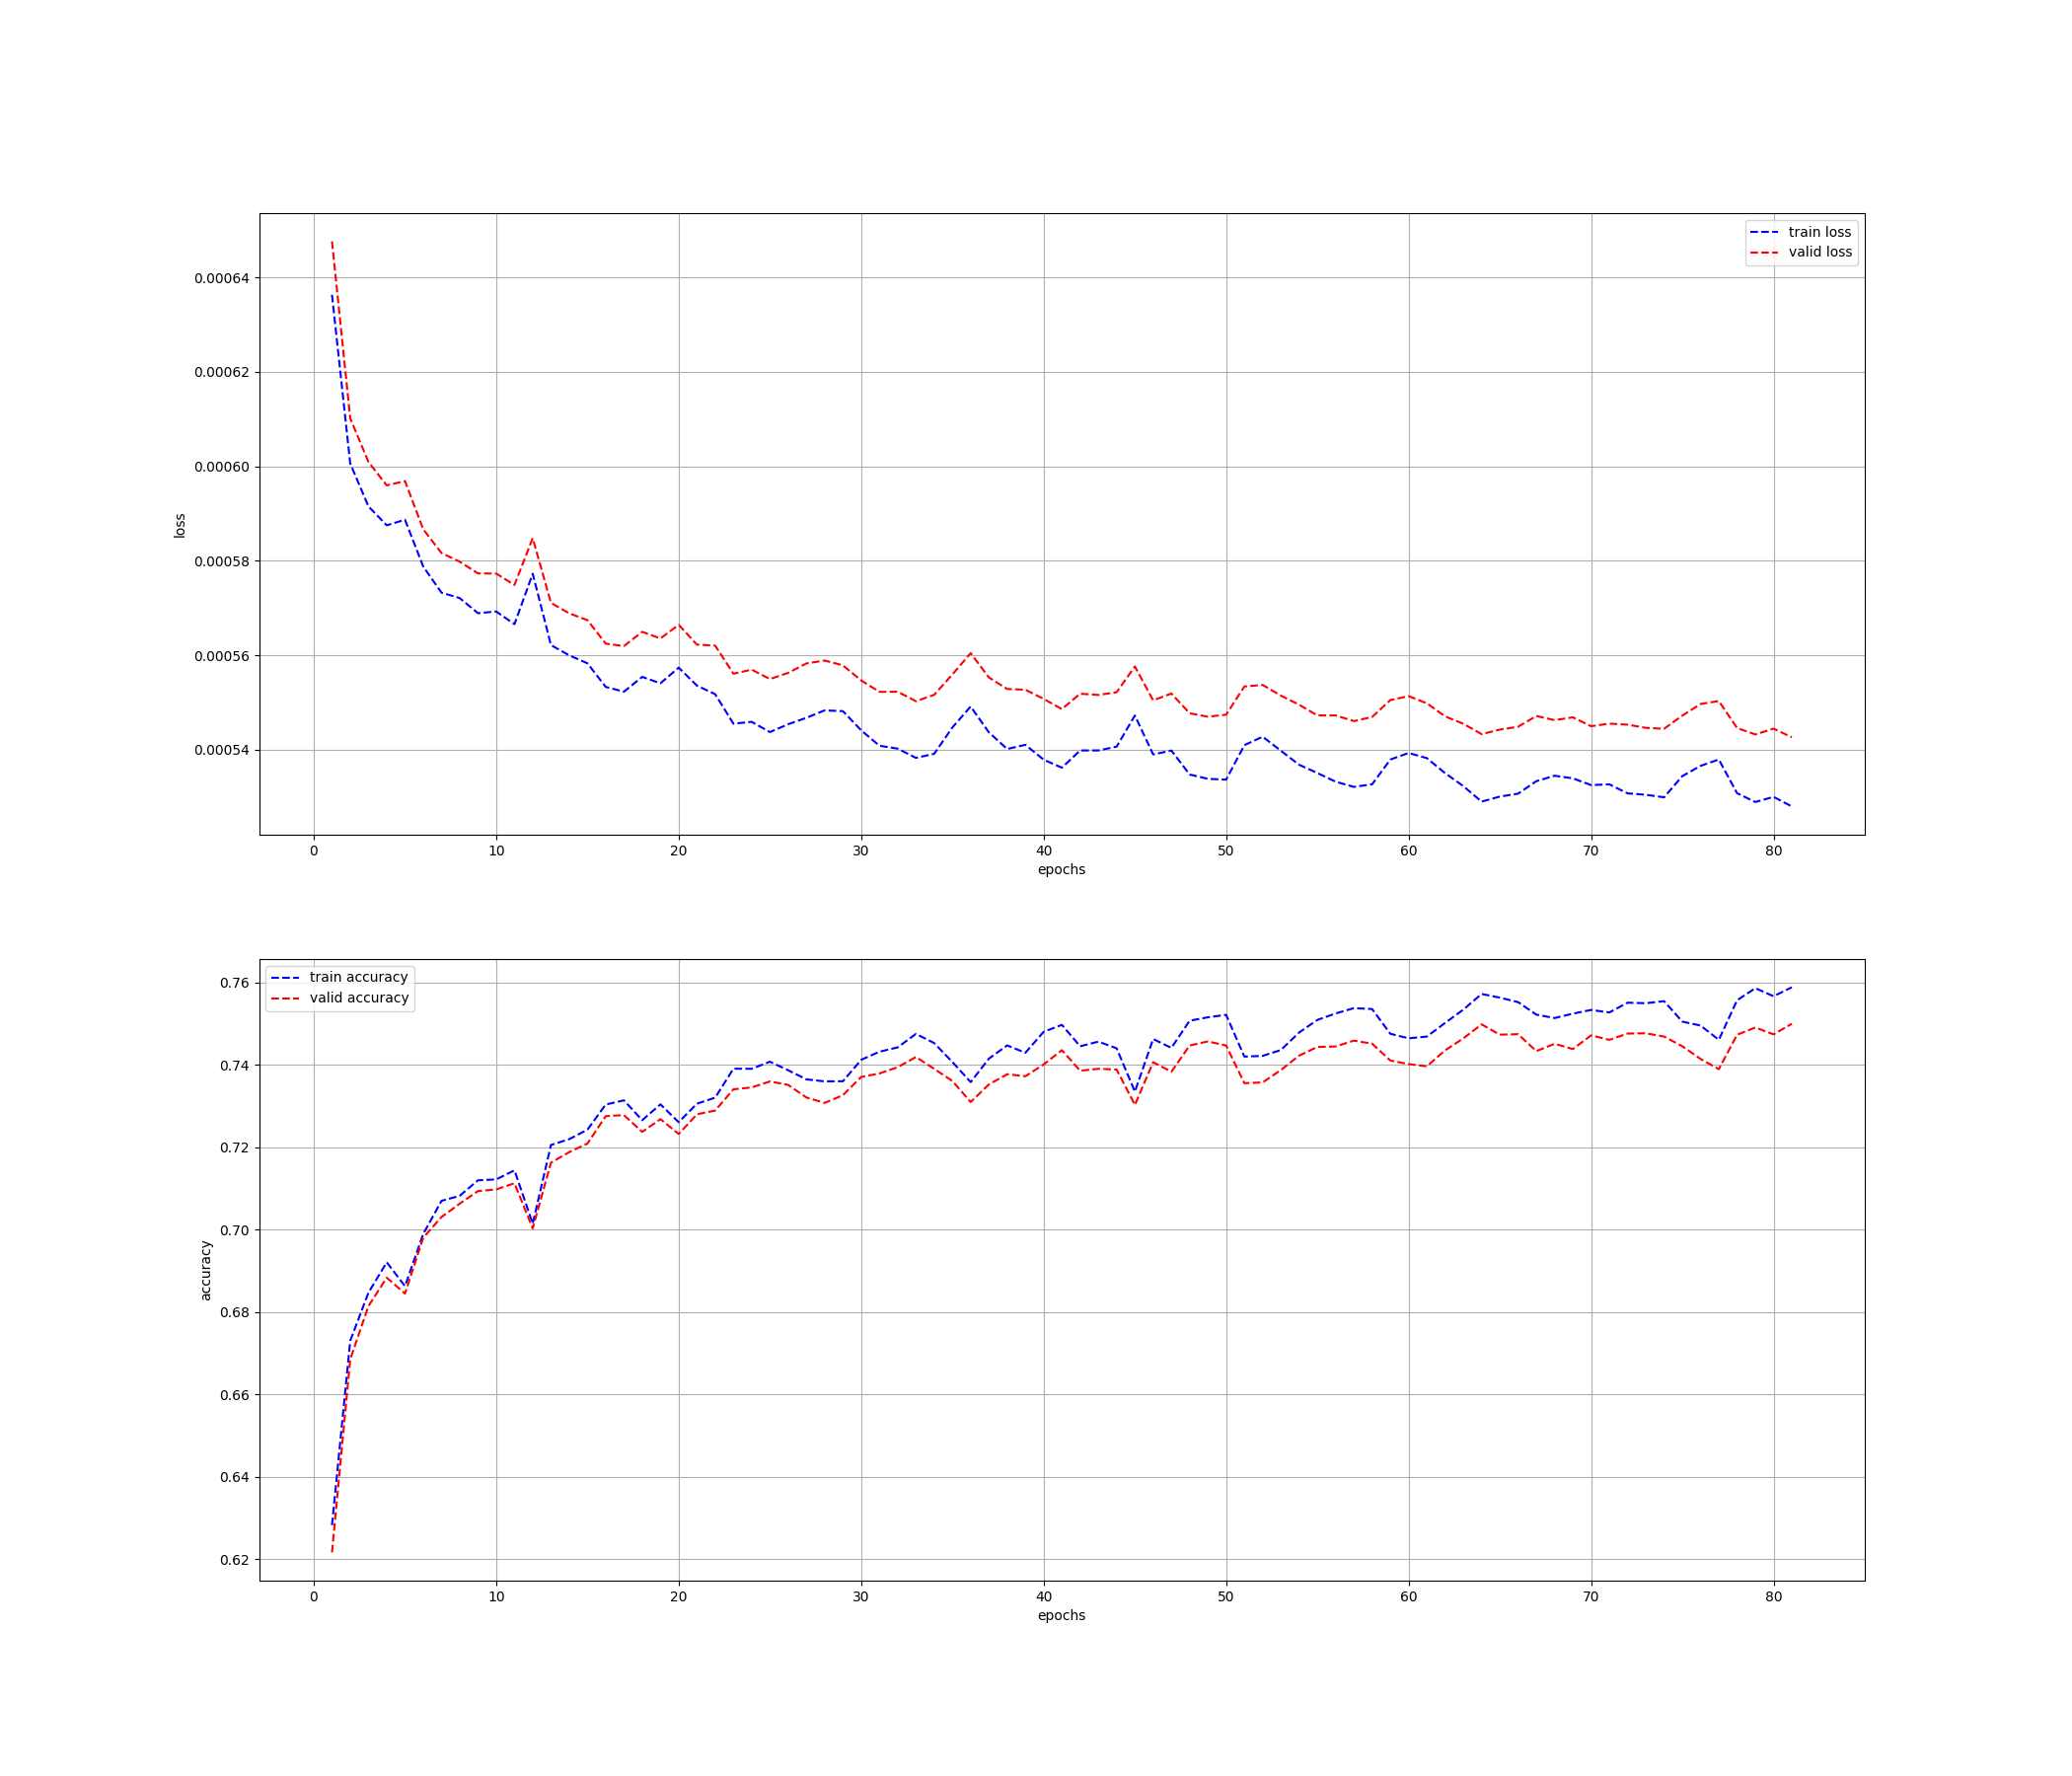 train loss
valid loss
0.00064
0.00062
0.00060
0.00058
0.00056
0.00054
loss
0 10 20 30 40 50 60 70 80
epochs
train accuracy
valid accuracy
0.76
0.74
0.72
0.70
0.68
0.66
0.64
0.62
accuracy
0 10 20 30 40 50 60 70 80
epochs